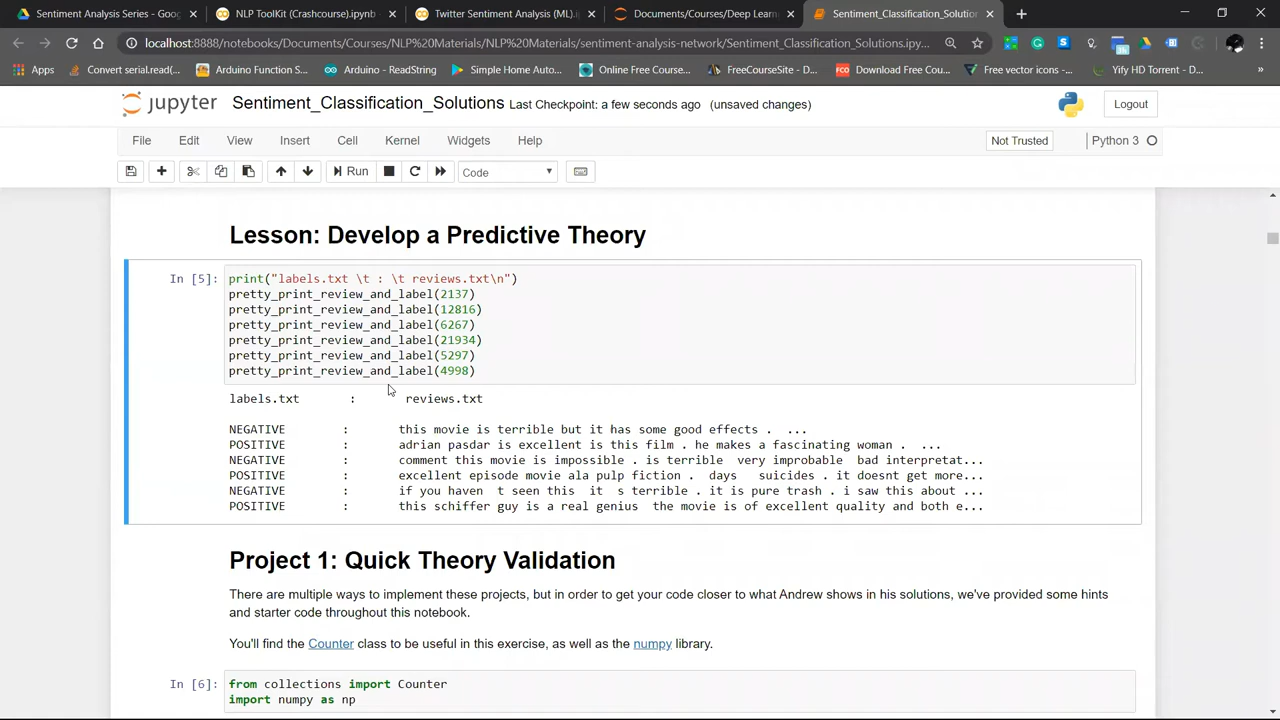 Sentiment Analysis Series - Goog
NLP ToolKit (Crashcourse).ipynb
Twitter Sentiment Analysis (ML).i
Documents/Courses/Deep Learn
Sentiment_Classification_Solution
localhost:8888/notebooks/Documents/Courses/NLP%20Materials/NLP%20Materials/sentiment-analysis-network/Sentiment_Classification_Solutions.ipy...
Apps
Convert serial.read(...
Arduino Function S...
Arduino - ReadString
Simple Home Auto...
Online Free Course...
FreeCourseSite - D...
Download Free Cou...
Free vector icons -...
Yify HD Torrent - D...
jupyter Sentiment_Classification_Solutions Last Checkpoint: a few seconds ago (unsaved changes)
Logout
File Edit View Insert Cell Kernel Widgets Help
Not Trusted
Python 3
Run
Code
Lesson: Develop a Predictive Theory
In [5]: print("labels.txt \t : \t reviews.txt\n")
pretty_print_review_and_label(2137)
pretty_print_review_and_label(12816)
pretty_print_review_and_label(6267)
pretty_print_review_and_label(21934)
pretty_print_review_and_label(5297)
pretty_print_review_and_label(4998)
labels.txt : reviews.txt
NEGATIVE : this movie is terrible but it has some good effects . ...
POSITIVE : adrian pasdar is excellent is this film . he makes a fascinating woman . ...
NEGATIVE : comment this movie is impossible . is terrible very improbable bad interpretat...
POSITIVE : excellent episode movie ala pulp fiction . days suicides . it doesnt get more...
NEGATIVE : if you haven t seen this it s terrible . it is pure trash . i saw this about ...
POSITIVE : this schiffer guy is a real genius the movie is of excellent quality and both e...
Project 1: Quick Theory Validation
There are multiple ways to implement these projects, but in order to get your code closer to what Andrew shows in his solutions, we've provided some hints
and starter code throughout this notebook.
You'll find the Counter class to be useful in this exercise, as well as the numpy library.
In [6]: from collections import Counter
import numpy as np